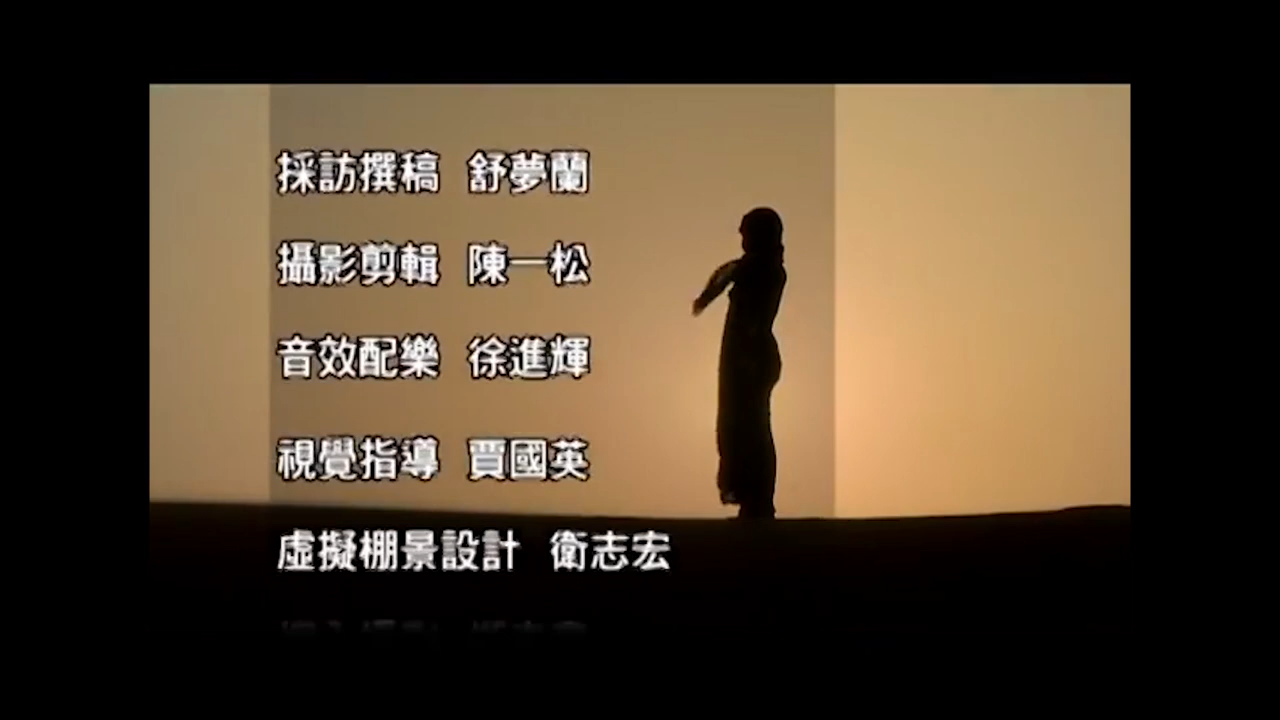 採訪撰稿 舒夢蘭
攝影剪輯 陳一松
音效配樂 徐進輝
視覺指導 賈國英
虛擬棚景設計 衛志宏